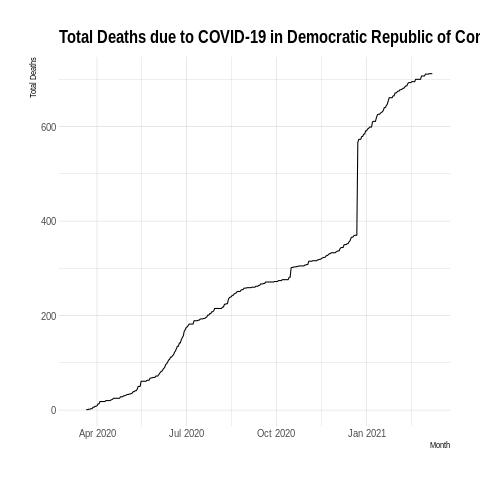 Total Deaths due to COVID-19 in Democratic Republic of Cor
Total Deaths
600
400
200
0
Apr 2020
Jul 2020
Oct 2020
Jan 2021
Month